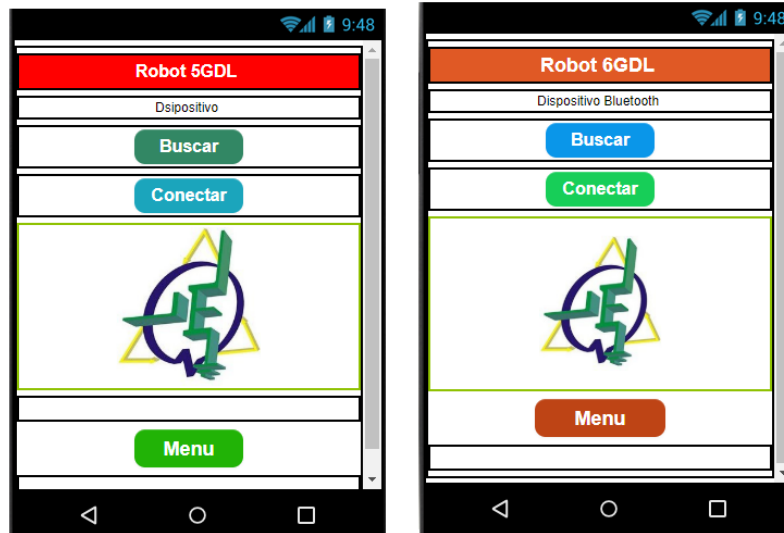 9:48
Robot 5GDL
Dsipositivo
Buscar
Conectar
Menu
9:48
Robot 6GDL
Dispositivo Bluetooth
Buscar
Conectar
Menu